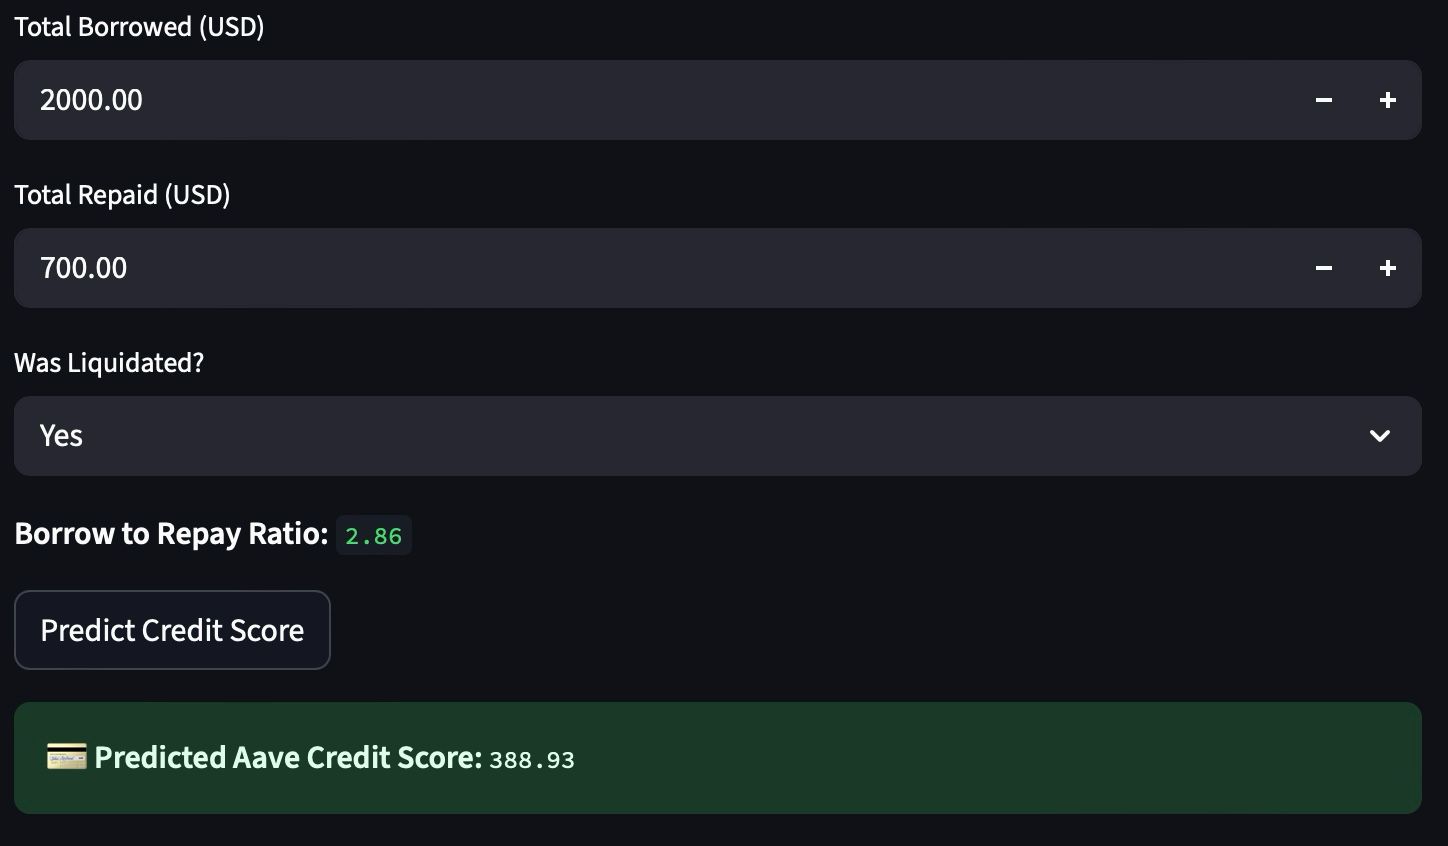 Total Borrowed (USD)
2000.00
Total Repaid (USD)
700.00
Was Liquidated?
Yes
Borrow to Repay Ratio: 2.86
Predict Credit Score
Predicted Aave Credit Score: 388.93